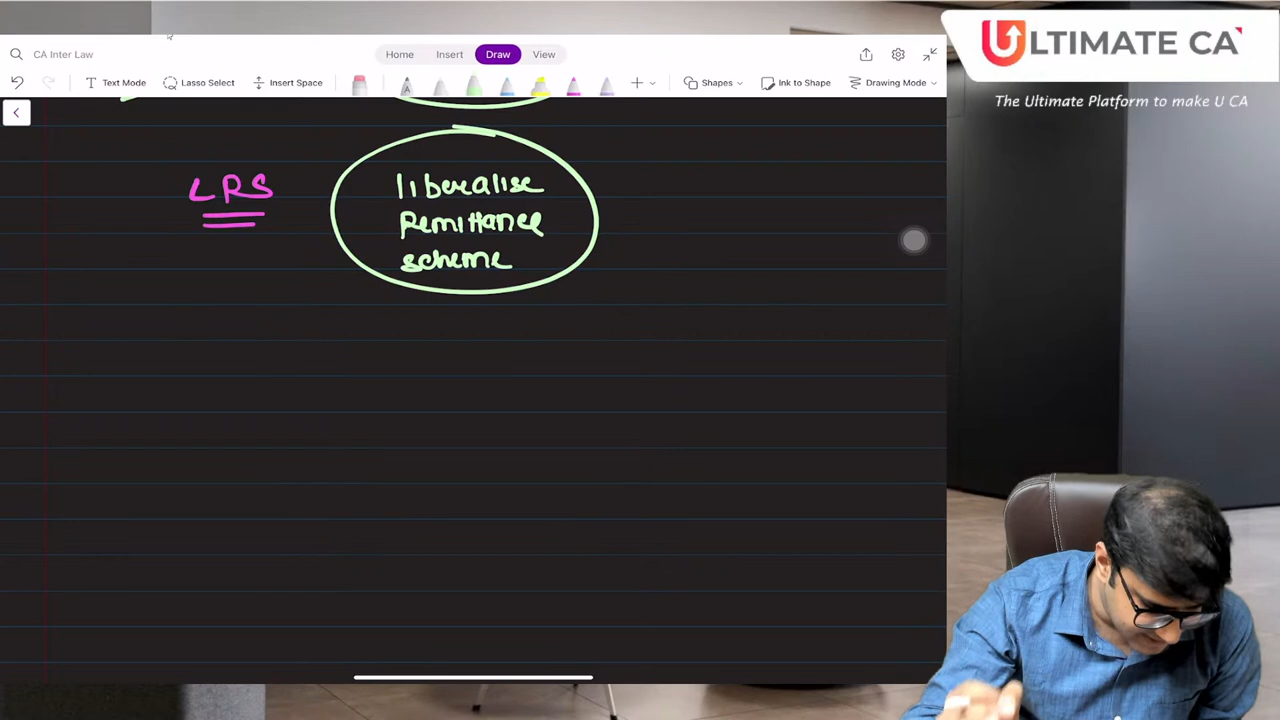 ULTIMATE CA
The Ultimate Platform to make U CA
CA Inter Law
Home Insert Draw View
Text Mode Lasso Select Insert Space Shapes Ink to Shape Drawing Mode
LRS
liberalise
Remittance
scheme